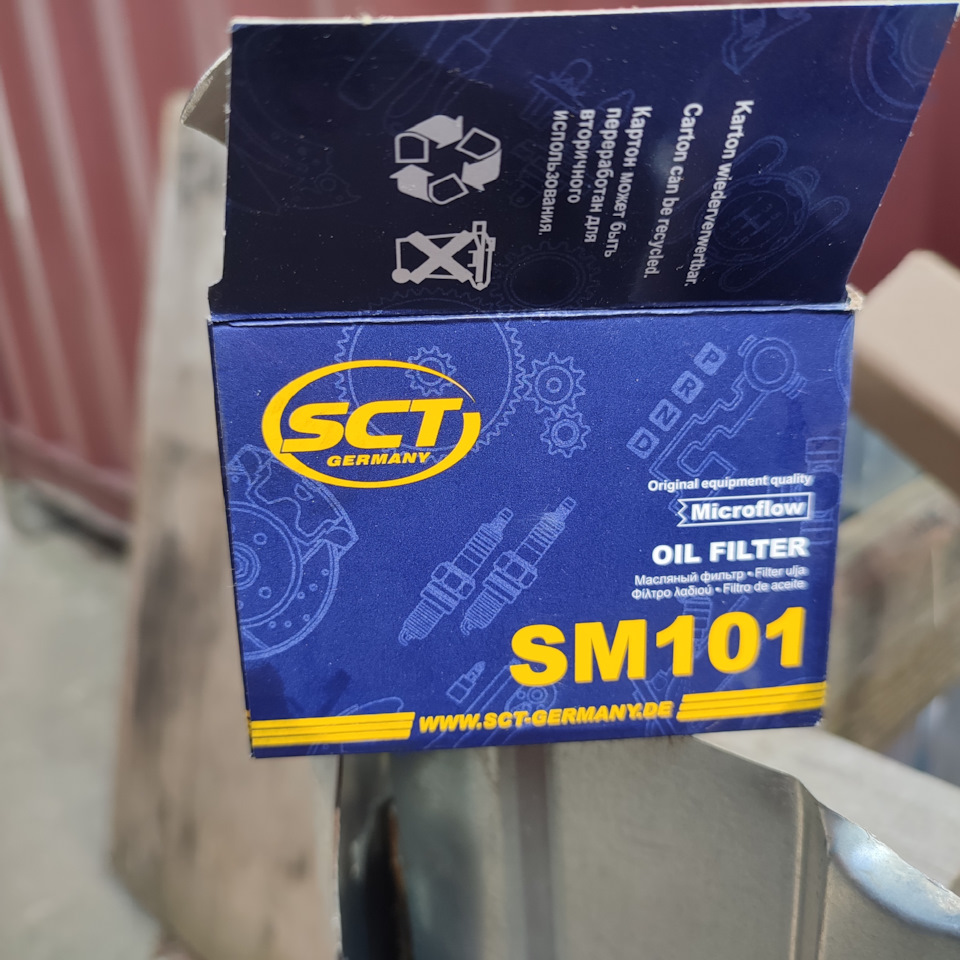 Karton wiederverwertbar.
Carton can be recycled.
Картон может быть
переработан для
вторичного
использования
SCT
GERMANY
P
R
N
D
Original equipment quality
Microflow
OIL FILTER
Масляный фильтр • Filter ulja
Φίλτρο λαδιού • Filtro de aceite
SM101
WWW.SCT-GERMANY.DE